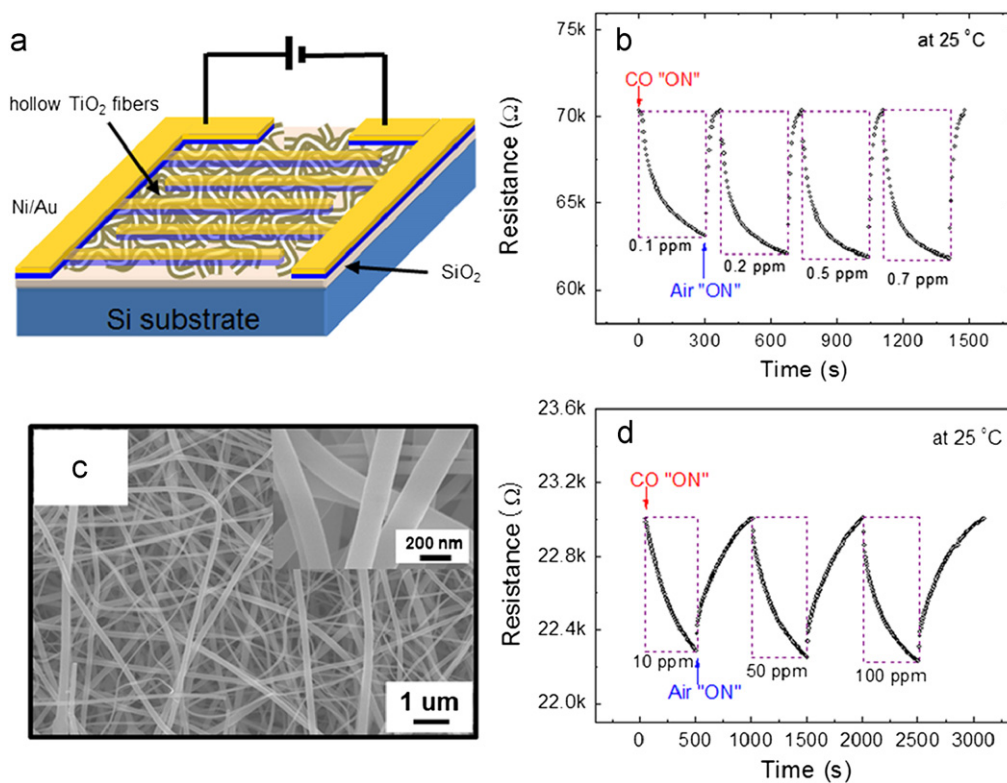 a
hollow TiO2 fibers
Ni/Au
SiO2
Si substrate
b
at 25 °C
CO "ON"
75k
70k
65k
60k
Resistance (Ω)
0.1 ppm
0.2 ppm
0.5 ppm
0.7 ppm
Air "ON"
0 300 600 900 1200 1500
Time (s)
c
200 nm
1 um
d
at 25 °C
CO "ON"
23.6k
23.2k
22.8k
22.4k
22.0k
Resistance (Ω)
10 ppm
50 ppm
100 ppm
Air "ON"
0 500 1000 1500 2000 2500 3000
Time (s)